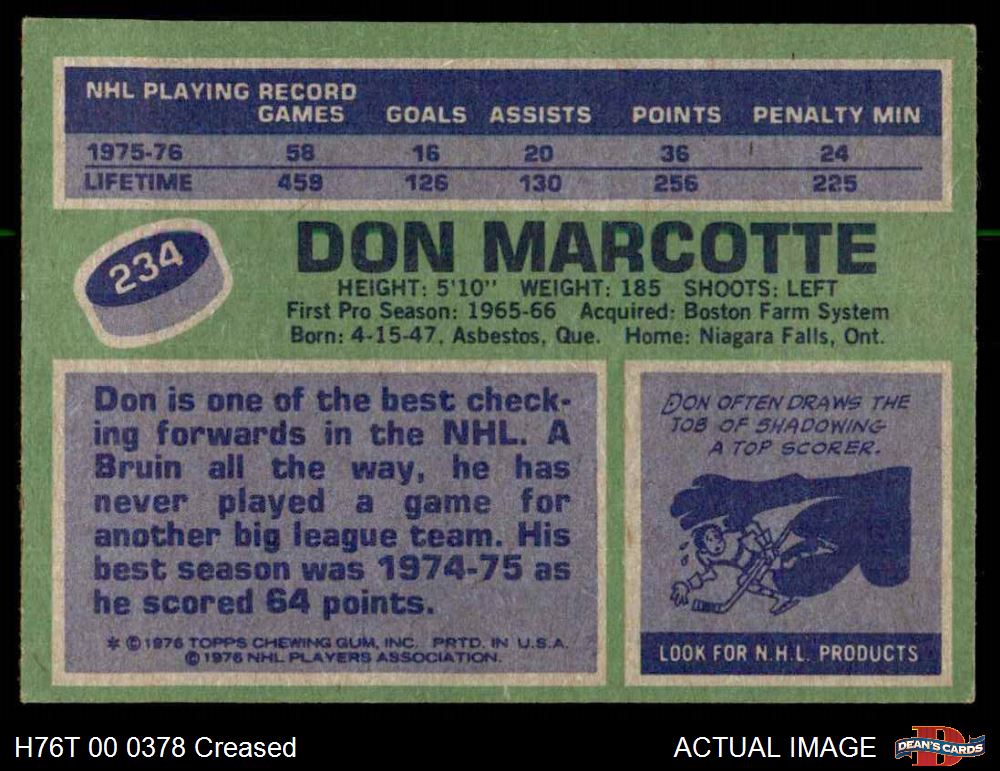 NHL PLAYING RECORD
GAMES GOALS ASSISTS POINTS PENALTY MIN
1975-76 58 16 20 36 24
LIFETIME 459 126 130 256 225
234
DON MARCOTTE
HEIGHT: 5'10" WEIGHT: 185 SHOOTS: LEFT
First Pro Season: 1965-66 Acquired: Boston Farm System
Born: 4-15-47, Asbestos, Que. Home: Niagara Falls, Ont.
Don is one of the best check-
ing forwards in the NHL. A
Bruin all the way, he has
never played a game for
another big league team. His
best season was 1974-75 as
he scored 64 points.
* © 1976 TOPPS CHEWING GUM, INC. PRTD. IN U.S.A.
© 1976 NHL PLAYERS ASSOCIATION.
DON OFTEN DRAWS THE
JOB OF SHADOWING
A TOP SCORER.
LOOK FOR N.H.L. PRODUCTS
H76T 00 0378 Creased
ACTUAL IMAGE
DEAN'S CARDS